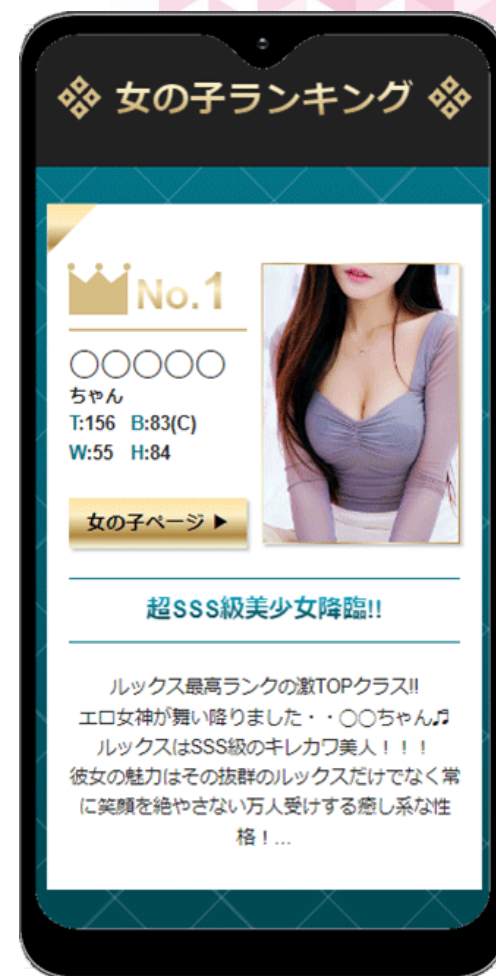 女の子ランキング
No.1
○○○○○
ちゃん
T:156 B:83(C)
W:55 H:84
女の子ページ ▶
超SSS級美少女降臨!!
ルックス最高ランクの激TOPクラス!!
エロ女神が舞い降りました・・○○ちゃん♬
ルックスはSSS級のキレカワ美人！！！
彼女の魅力はその抜群のルックスだけでなく常
に笑顔を絶やさない万人受けする癒し系な性
格！...